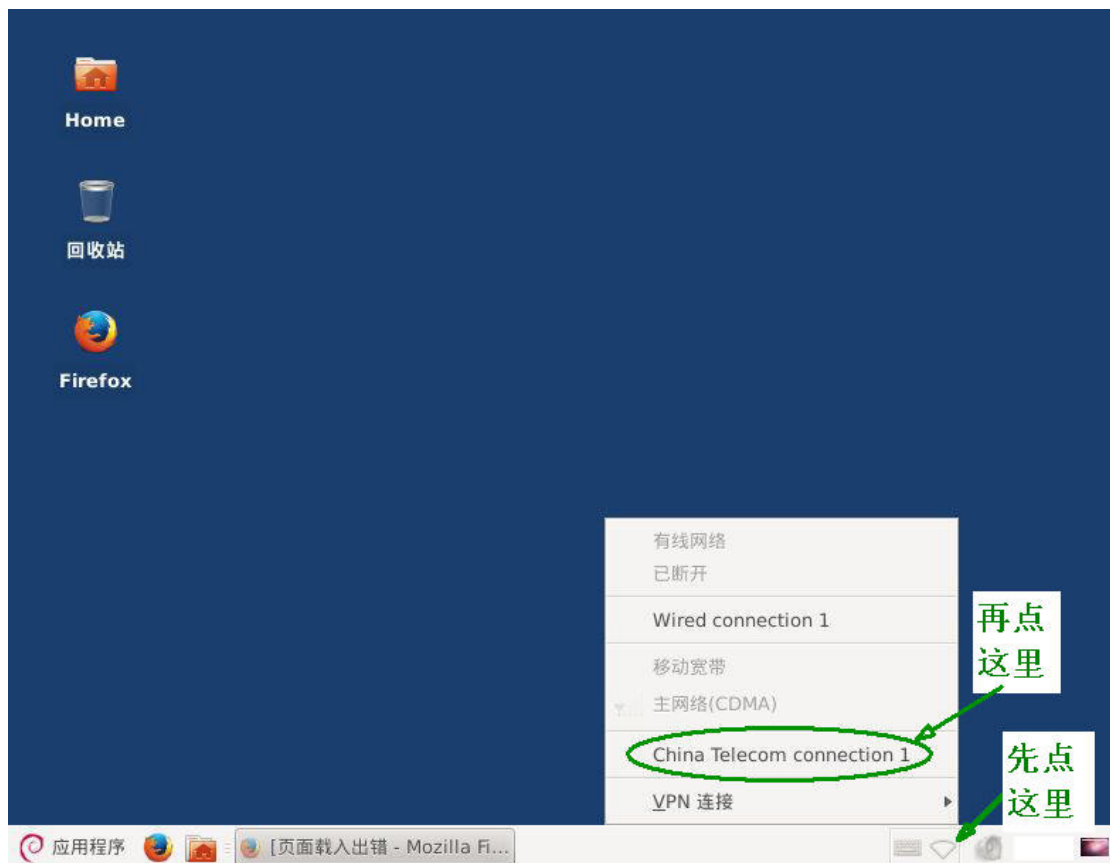 Home
回收站
Firefox
有线网络
已断开
Wired connection 1
移动宽带
主网络(CDMA)
China Telecom connection 1
VPN 连接
再点
这里
先点
这里
应用程序
[页面载入出错 - Mozilla Fi...